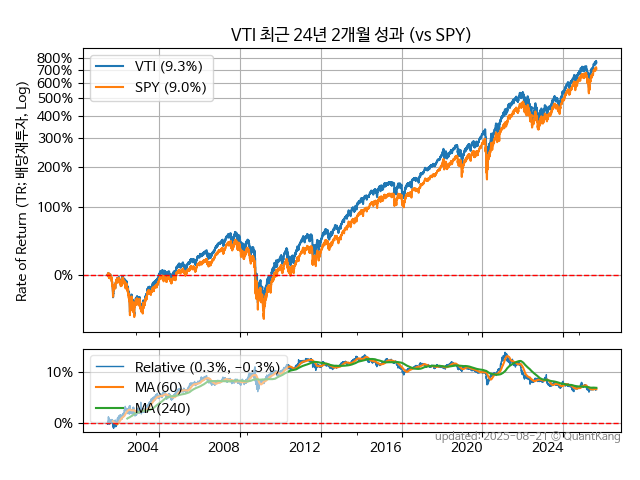 VTI 최근 24년 2개월 성과 (vs SPY)
Rate of Return (TR; 배당재투자, Log)
800%
700%
600%
500%
400%
300%
200%
100%
0%
VTI (9.3%)
SPY (9.0%)
10%
0%
Relative (0.3%, −0.3%)
MA(60)
MA(240)
2004
2008
2012
2016
2020
2024
updated: 2025-08-21 © QuantKang